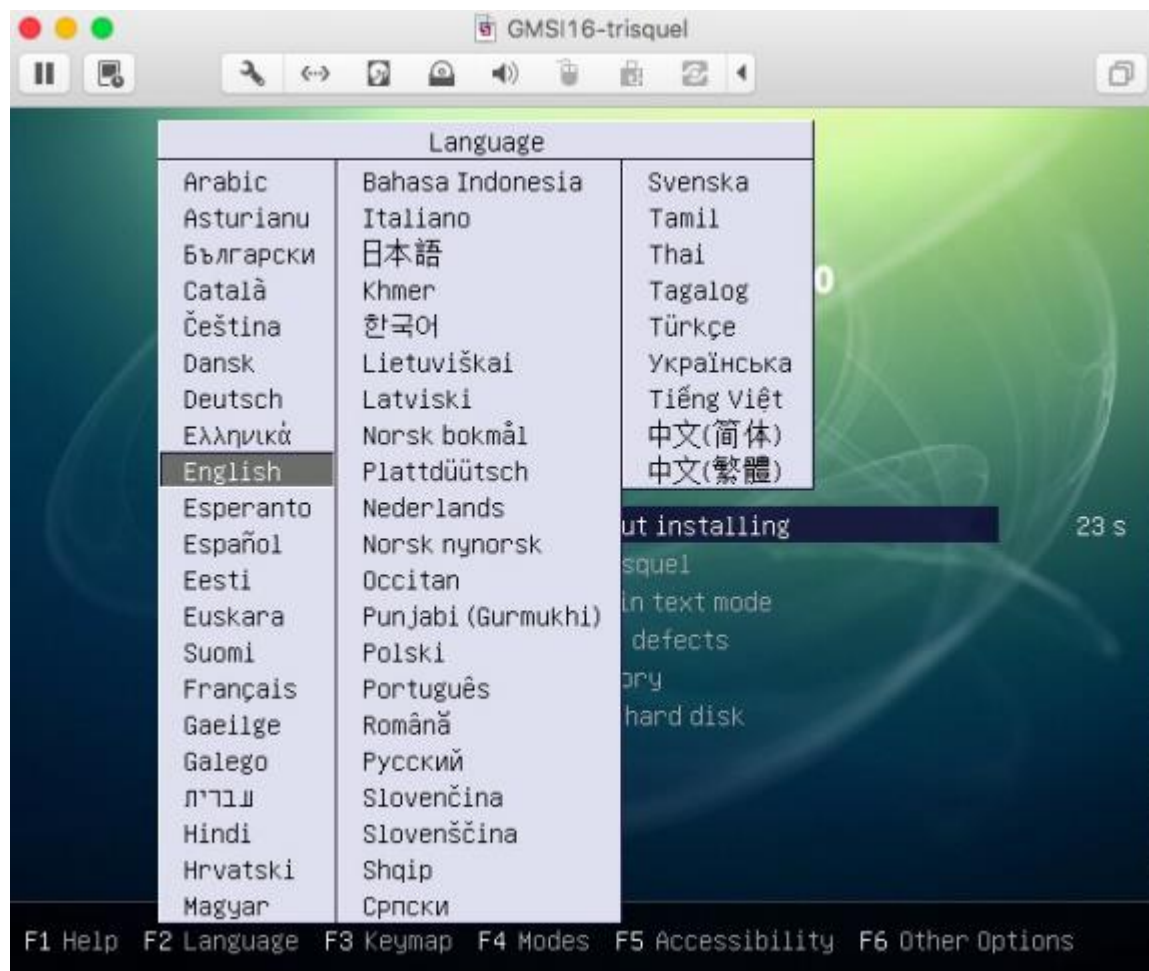 GMSI16-trisquel
Language
Arabic
Asturianu
Български
Català
Čeština
Dansk
Deutsch
Ελληνικά
English
Esperanto
Español
Eesti
Euskara
Suomi
Français
Gaeilge
Galego
עברית
Hindi
Hrvatski
Magyar
Bahasa Indonesia
Italiano
日本語
Khmer
한국어
Lietuviškai
Latviski
Norsk bokmål
Plattdüütsch
Nederlands
Norsk nynorsk
Occitan
Punjabi (Gurmukhi)
Polski
Português
Română
Русский
Slovenčina
Slovenščina
Shqip
Српски
Svenska
Tamil
Thai
Tagalog
Türkçe
Українська
Tiếng Việt
中文(简体)
中文(繁體)
0
ut installing 23 s
squel
in text mode
defects
ory
hard disk
F1 Help F2 Language F3 Keymap F4 Modes F5 Accessibility F6 Other Options